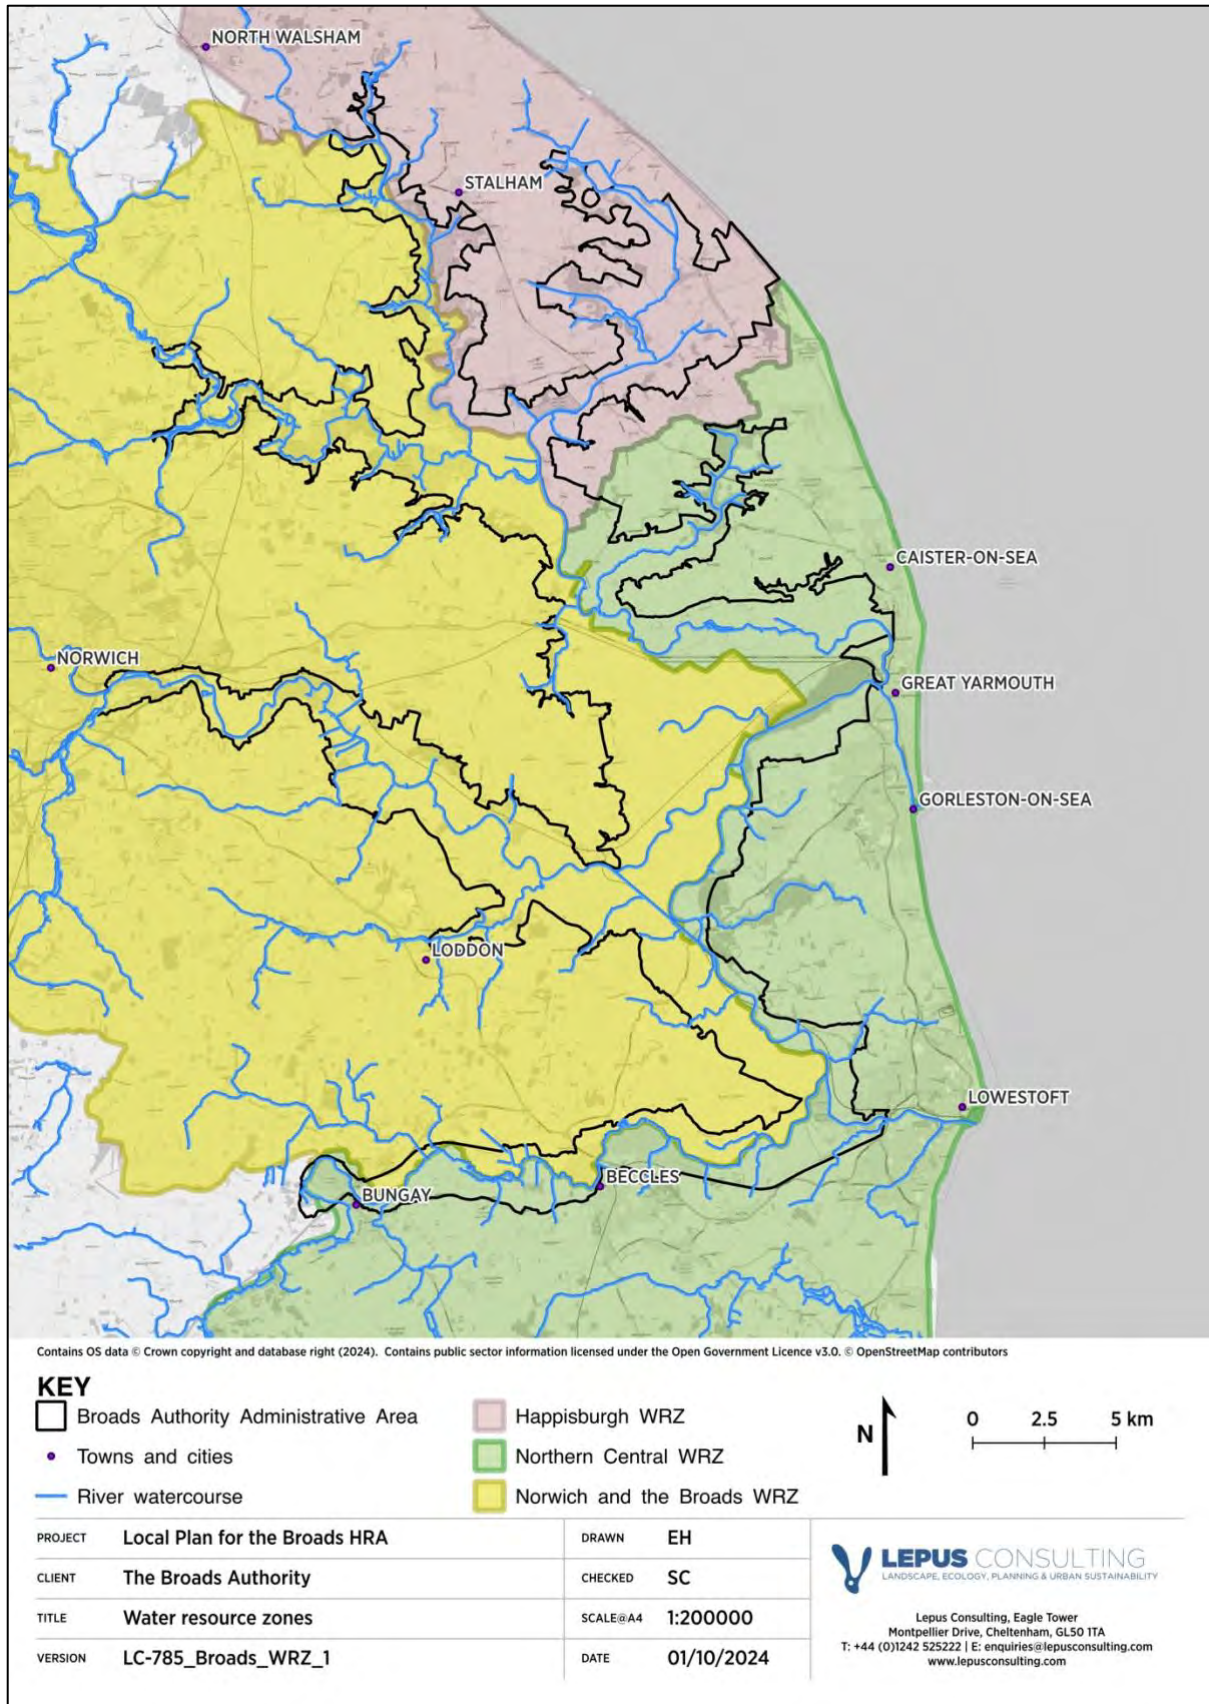 NORTH WALSHAM
STALHAM
CAISTER-ON-SEA
NORWICH
GREAT YARMOUTH
GORLESTON-ON-SEA
LODDON
LOWESTOFT
BECCLES
BUNGAY
Contains OS data © Crown copyright and database right (2024). Contains public sector information licensed under the Open Government Licence v3.0. © OpenStreetMap contributors
KEY
Broads Authority Administrative Area
Towns and cities
River watercourse
Happisburgh WRZ
Northern Central WRZ
Norwich and the Broads WRZ
N
0 2.5 5 km
PROJECT Local Plan for the Broads HRA
CLIENT The Broads Authority
TITLE Water resource zones
VERSION LC-785_Broads_WRZ_1
DRAWN EH
CHECKED SC
SCALE@A4 1:200000
DATE 01/10/2024
LEPUS CONSULTING
LANDSCAPE, ECOLOGY, PLANNING & URBAN SUSTAINABILITY
Lepus Consulting, Eagle Tower
Montpellier Drive, Cheltenham, GL50 1TA
T: +44 (0)1242 525222 | E: enquiries@lepusconsulting.com
www.lepusconsulting.com